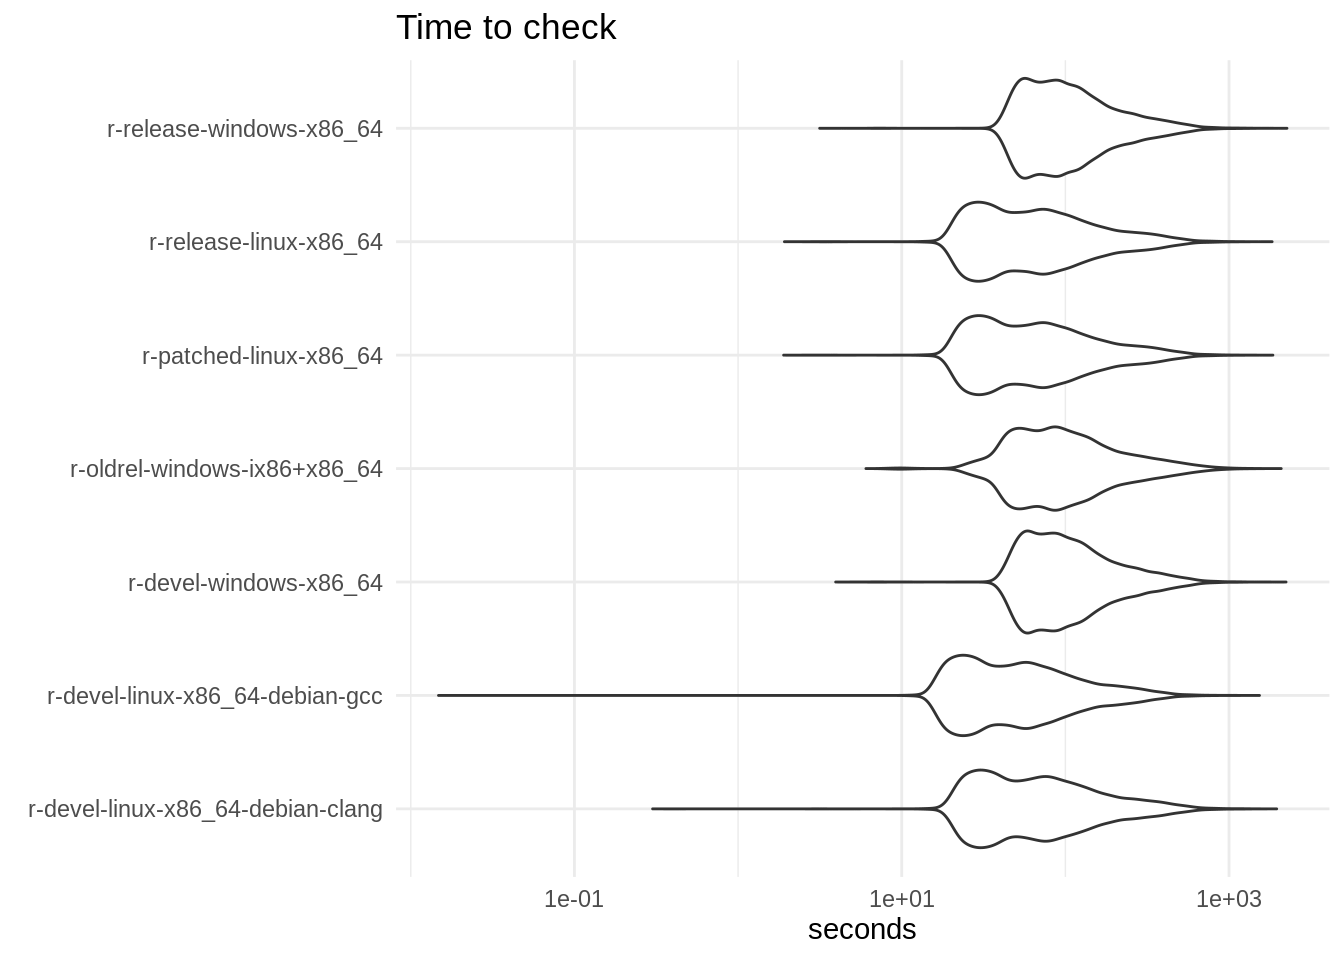 Time to check
r-release-windows-x86_64
r-release-linux-x86_64
r-patched-linux-x86_64
r-oldrel-windows-ix86+x86_64
r-devel-windows-x86_64
r-devel-linux-x86_64-debian-gcc
r-devel-linux-x86_64-debian-clang
1e-01 1e+01 1e+03
seconds